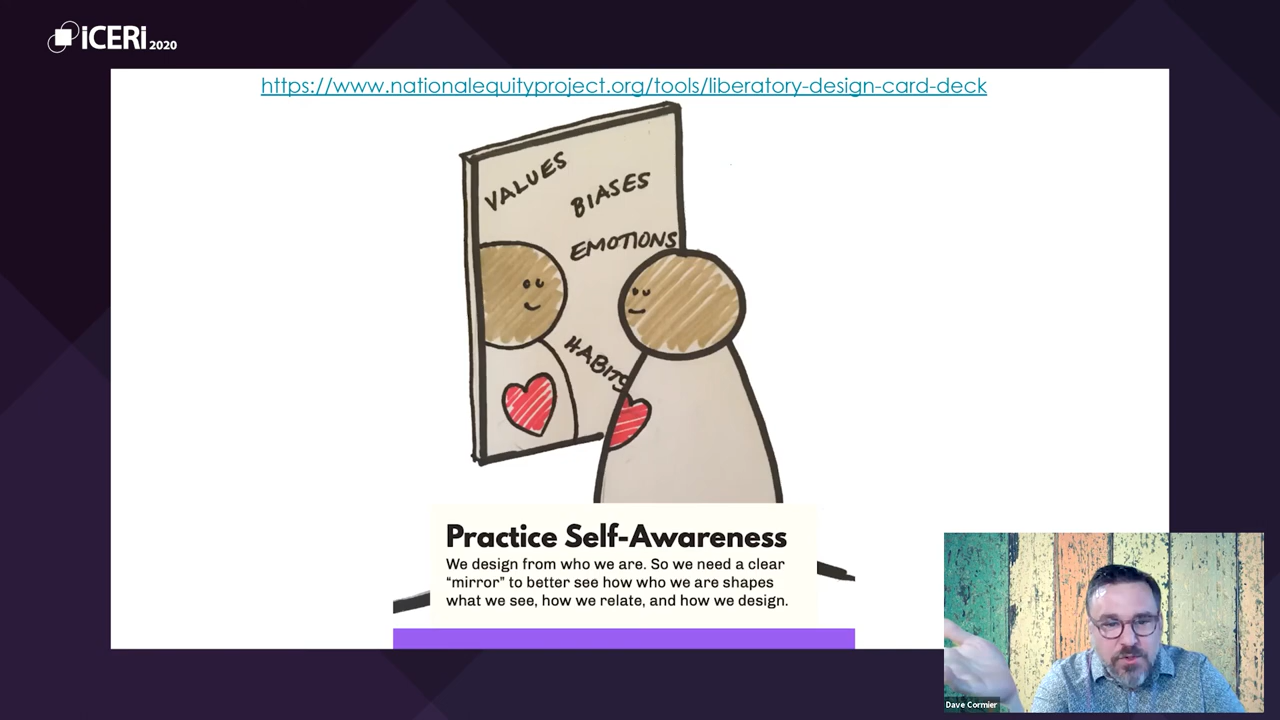 iCERi 2020
https://www.nationalequityproject.org/tools/liberatory-design-card-deck
VALUES
BIASES
EMOTIONS
HABITS
Practice Self-Awareness
We design from who we are. So we need a clear
“mirror” to better see how who we are shapes
what we see, how we relate, and how we design.
Dave Cormier